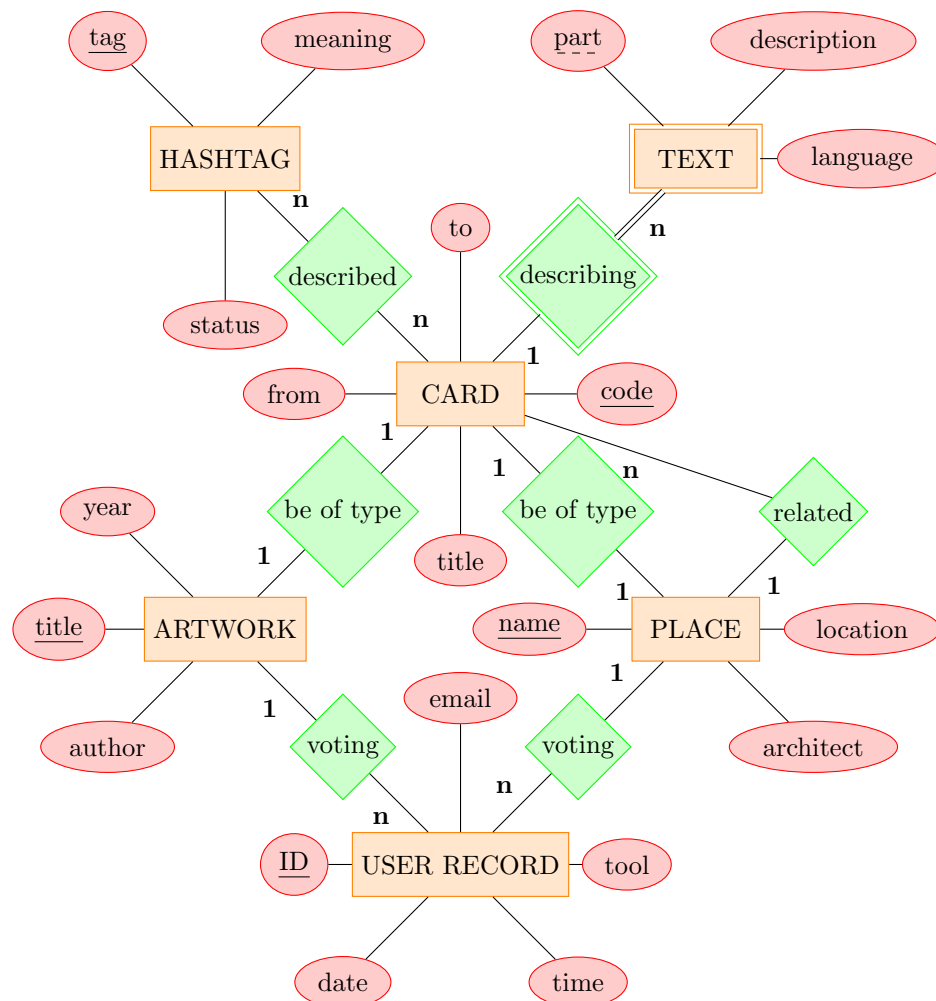 tag
meaning
part
description
HASHTAG
TEXT
language
n
to
n
described
describing
status
n
1
from
CARD
code
1
1
n
year
be of type
be of type
related
title
1
1
1
title
ARTWORK
name
PLACE
location
1
1
email
author
voting
voting
architect
n
n
ID
USER RECORD
tool
date
time